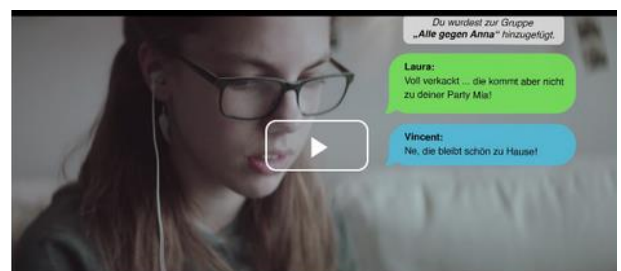 Du wurdest zur Gruppe
„Alle gegen Anna“ hinzugefügt.
Laura:
Voll verkackt ... die kommt aber nicht
zu deiner Party Mia!
Vincent:
Ne, die bleibt schön zu Hause!